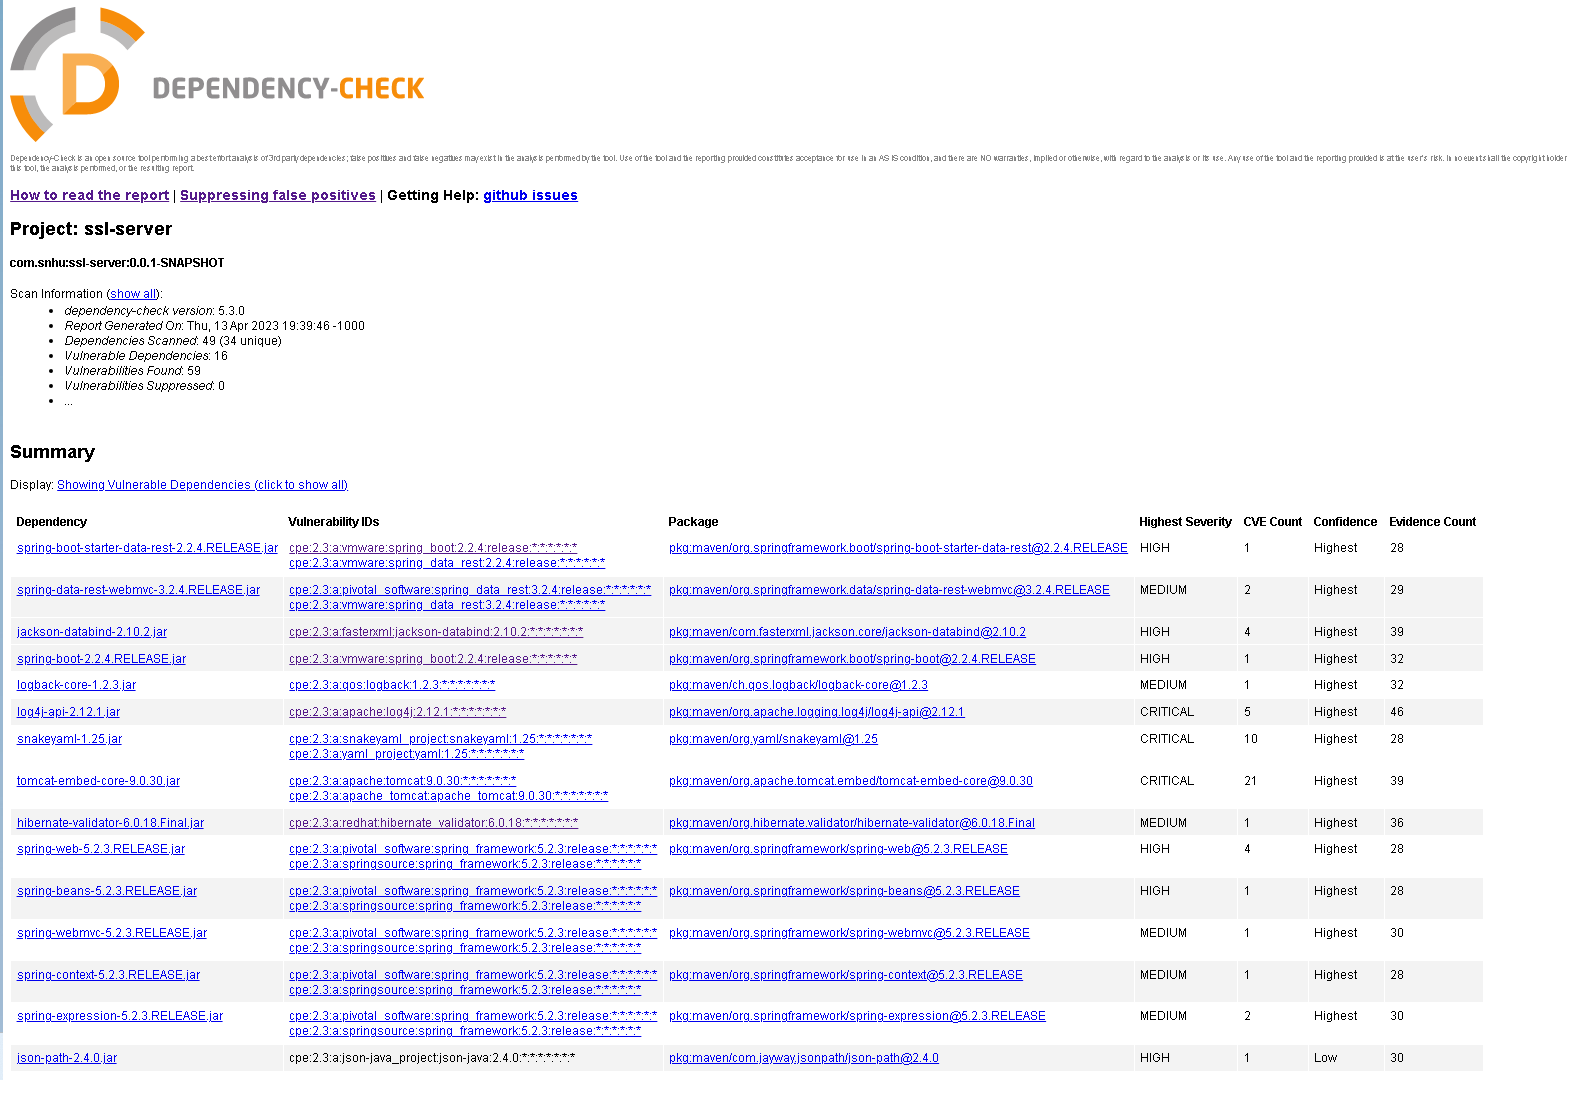 D DEPENDENCY-CHECK
Dependency-Check is an open source tool performing a best effort analysis of 3rd party dependencies; false positives and false negatives may exist in the analysis performed by the tool. Use of the tool and the reporting provided constitutes acceptance for use in an AS IS condition, and there are NO warranties, implied or otherwise, with regard to the analysis or its use. Any use of the tool and the reporting provided is at the user's risk. In no event shall the copyright holder
this tool, the analysis performed, or the resulting report.
How to read the report | Suppressing false positives | Getting Help: github issues
Project: ssl-server
com.snhu:ssl-server:0.0.1-SNAPSHOT
Scan Information (show all):
• dependency-check version: 5.3.0
• Report Generated On: Thu, 13 Apr 2023 19:39:46 -1000
• Dependencies Scanned: 49 (34 unique)
• Vulnerable Dependencies: 16
• Vulnerabilities Found: 59
• Vulnerabilities Suppressed: 0
• ...
Summary
Display: Showing Vulnerable Dependencies (click to show all)
Dependency Vulnerability IDs Package Highest Severity CVE Count Confidence Evidence Count
spring-boot-starter-data-rest-2.2.4.RELEASE.jar cpe:2.3:a:vmware:spring_boot:2.2.4:release:*:*:*:*:*:* pkg:maven/org.springframework.boot/spring-boot-starter-data-rest@2.2.4.RELEASE HIGH 1 Highest 28
cpe:2.3:a:vmware:spring_data_rest:2.2.4:release:*:*:*:*:*:*
spring-data-rest-webmvc-3.2.4.RELEASE.jar cpe:2.3:a:pivotal_software:spring_data_rest:3.2.4:release:*:*:*:*:*:* pkg:maven/org.springframework.data/spring-data-rest-webmvc@3.2.4.RELEASE MEDIUM 2 Highest 29
cpe:2.3:a:vmware:spring_data_rest:3.2.4:release:*:*:*:*:*:*
jackson-databind-2.10.2.jar cpe:2.3:a:fasterxml:jackson-databind:2.10.2:*:*:*:*:*:*:* pkg:maven/com.fasterxml.jackson.core/jackson-databind@2.10.2 HIGH 4 Highest 39
spring-boot-2.2.4.RELEASE.jar cpe:2.3:a:vmware:spring_boot:2.2.4:release:*:*:*:*:*:* pkg:maven/org.springframework.boot/spring-boot@2.2.4.RELEASE HIGH 1 Highest 32
logback-core-1.2.3.jar cpe:2.3:a:qos:logback:1.2.3:*:*:*:*:*:*:* pkg:maven/ch.qos.logback/logback-core@1.2.3 MEDIUM 1 Highest 32
log4j-api-2.12.1.jar cpe:2.3:a:apache:log4j:2.12.1:*:*:*:*:*:*:* pkg:maven/org.apache.logging.log4j/log4j-api@2.12.1 CRITICAL 5 Highest 46
snakeyaml-1.25.jar cpe:2.3:a:snakeyaml_project:snakeyaml:1.25:*:*:*:*:*:*:* pkg:maven/org.yaml/snakeyaml@1.25 CRITICAL 10 Highest 28
cpe:2.3:a:yaml_project:yaml:1.25:*:*:*:*:*:*:*
tomcat-embed-core-9.0.30.jar cpe:2.3:a:apache:tomcat:9.0.30:*:*:*:*:*:*:* pkg:maven/org.apache.tomcat.embed/tomcat-embed-core@9.0.30 CRITICAL 21 Highest 39
cpe:2.3:a:apache_tomcat:apache_tomcat:9.0.30:*:*:*:*:*:*:*
hibernate-validator-6.0.18.Final.jar cpe:2.3:a:redhat:hibernate_validator:6.0.18:*:*:*:*:*:*:* pkg:maven/org.hibernate.validator/hibernate-validator@6.0.18.Final MEDIUM 1 Highest 36
spring-web-5.2.3.RELEASE.jar cpe:2.3:a:pivotal_software:spring_framework:5.2.3:release:*:*:*:*:*:* pkg:maven/org.springframework/spring-web@5.2.3.RELEASE HIGH 4 Highest 28
cpe:2.3:a:springsource:spring_framework:5.2.3:release:*:*:*:*:*:*
spring-beans-5.2.3.RELEASE.jar cpe:2.3:a:pivotal_software:spring_framework:5.2.3:release:*:*:*:*:*:* pkg:maven/org.springframework/spring-beans@5.2.3.RELEASE HIGH 1 Highest 28
cpe:2.3:a:springsource:spring_framework:5.2.3:release:*:*:*:*:*:*
spring-webmvc-5.2.3.RELEASE.jar cpe:2.3:a:pivotal_software:spring_framework:5.2.3:release:*:*:*:*:*:* pkg:maven/org.springframework/spring-webmvc@5.2.3.RELEASE MEDIUM 1 Highest 30
cpe:2.3:a:springsource:spring_framework:5.2.3:release:*:*:*:*:*:*
spring-context-5.2.3.RELEASE.jar cpe:2.3:a:pivotal_software:spring_framework:5.2.3:release:*:*:*:*:*:* pkg:maven/org.springframework/spring-context@5.2.3.RELEASE MEDIUM 1 Highest 28
cpe:2.3:a:springsource:spring_framework:5.2.3:release:*:*:*:*:*:*
spring-expression-5.2.3.RELEASE.jar cpe:2.3:a:pivotal_software:spring_framework:5.2.3:release:*:*:*:*:*:* pkg:maven/org.springframework/spring-expression@5.2.3.RELEASE MEDIUM 2 Highest 30
cpe:2.3:a:springsource:spring_framework:5.2.3:release:*:*:*:*:*:*
json-path-2.4.0.jar cpe:2.3:a:json-java_project:json-java:2.4.0:*:*:*:*:*:*:* pkg:maven/com.jayway.jsonpath/json-path@2.4.0 HIGH 1 Low 30